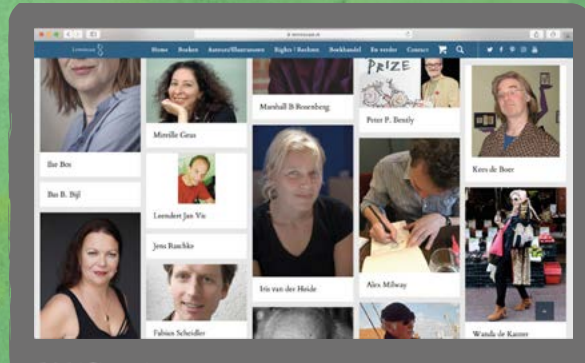 Lemniscaat
Home Boeken Auteurs/Illustratoren Rights | Rechten Boekhandel En verder Contact
Ilse Bos
Bas B. Bijl
Mireille Geus
Leendert Jan Vis
Jens Raschke
Fabian Scheidler
Marshall B Rosenberg
Iris van der Heide
PRIZE
Peter P. Bently
Alex Milway
Kees de Boer
Wanda de Kanter